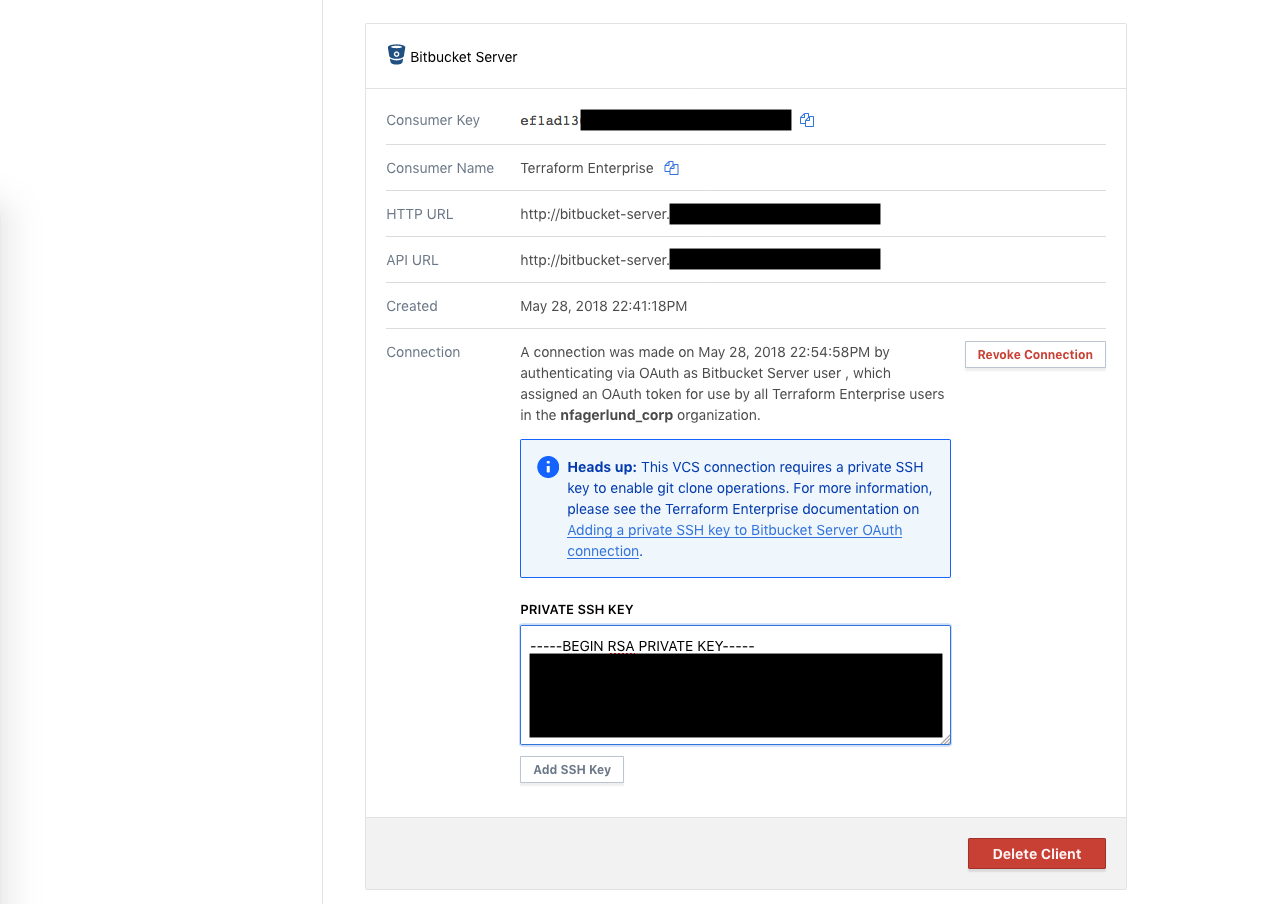 Bitbucket Server
Consumer Key ef1ad13
Consumer Name Terraform Enterprise
HTTP URL http://bitbucket-server.
API URL http://bitbucket-server.
Created May 28, 2018 22:41:18PM
Connection A connection was made on May 28, 2018 22:54:58PM by
authenticating via OAuth as Bitbucket Server user , which
assigned an OAuth token for use by all Terraform Enterprise users
in the nfagerlund_corp organization.
Revoke Connection
Heads up: This VCS connection requires a private SSH
key to enable git clone operations. For more information,
please see the Terraform Enterprise documentation on
Adding a private SSH key to Bitbucket Server OAuth
connection.
PRIVATE SSH KEY
-----BEGIN RSA PRIVATE KEY-----
Add SSH Key
Delete Client